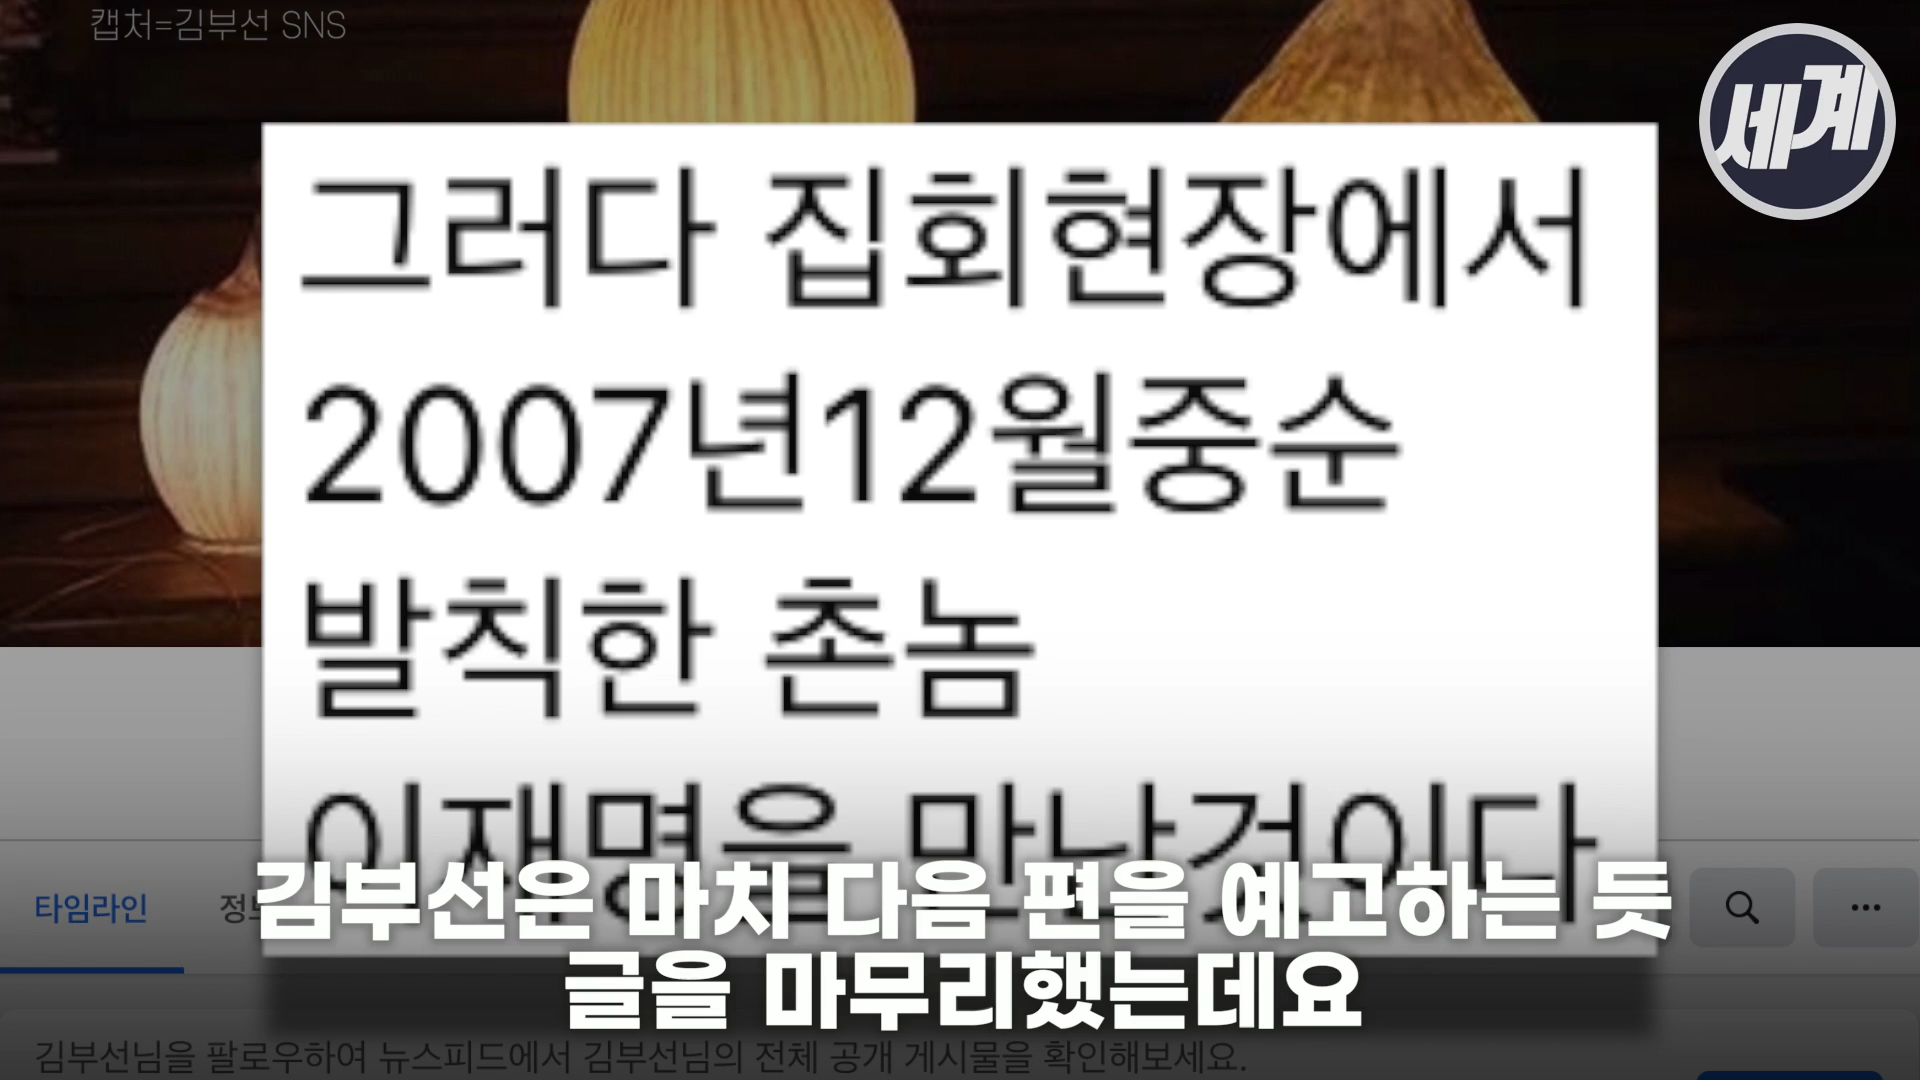 캡처=김부선 SNS
세계
그러다 집회현장에서
2007년12월중순
발칙한 촌놈
이재명을 만난것이다
타임라인
김부선은 마치 다음 편을 예고하는 듯
글을 마무리했는데요
김부선님을 팔로우하여 뉴스피드에서 김부선님의 전체 공개 게시물을 확인해보세요.